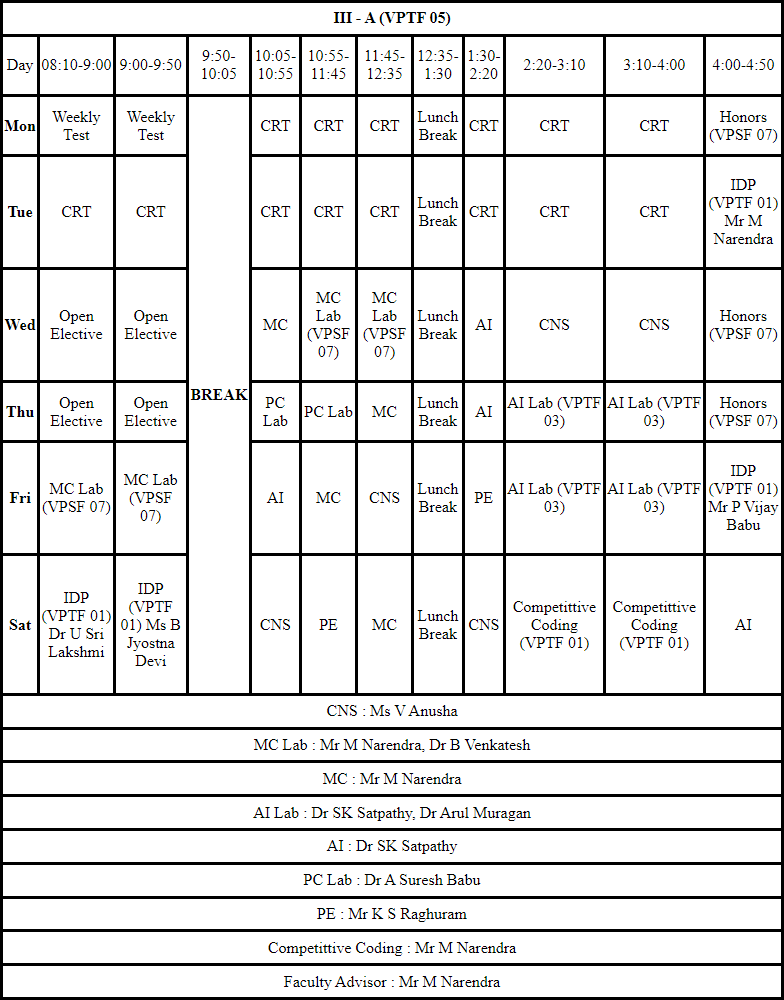 III - A (VPTF 05)
Day 08:10-9:00 9:00-9:50 9:50-10:05 10:05-10:55 10:55-11:45 11:45-12:35 12:35-1:30 1:30-2:20 2:20-3:10 3:10-4:00 4:00-4:50
Mon Weekly Test Weekly Test CRT CRT CRT Lunch Break CRT CRT CRT Honors (VPSF 07)
Tue CRT CRT CRT CRT CRT Lunch Break CRT CRT CRT IDP (VPTF 01) Mr M Narendra
Wed Open Elective Open Elective MC MC Lab (VPSF 07) MC Lab (VPSF 07) Lunch Break AI CNS CNS Honors (VPSF 07)
BREAK
Thu Open Elective Open Elective PC Lab PC Lab MC Lunch Break AI AI Lab (VPTF 03) AI Lab (VPTF 03) Honors (VPSF 07)
Fri MC Lab (VPSF 07) MC Lab (VPSF 07) AI MC CNS Lunch Break PE AI Lab (VPTF 03) AI Lab (VPTF 03) IDP (VPTF 01) Mr P Vijay Babu
Sat IDP (VPTF 01) Dr U Sri Lakshmi IDP (VPTF 01) Ms B Jyostna Devi CNS PE MC Lunch Break CNS Competittive Coding (VPTF 01) Competittive Coding (VPTF 01) AI
CNS : Ms V Anusha
MC Lab : Mr M Narendra, Dr B Venkatesh
MC : Mr M Narendra
AI Lab : Dr SK Satpathy, Dr Arul Muragan
AI : Dr SK Satpathy
PC Lab : Dr A Suresh Babu
PE : Mr K S Raghuram
Competittive Coding : Mr M Narendra
Faculty Advisor : Mr M Narendra